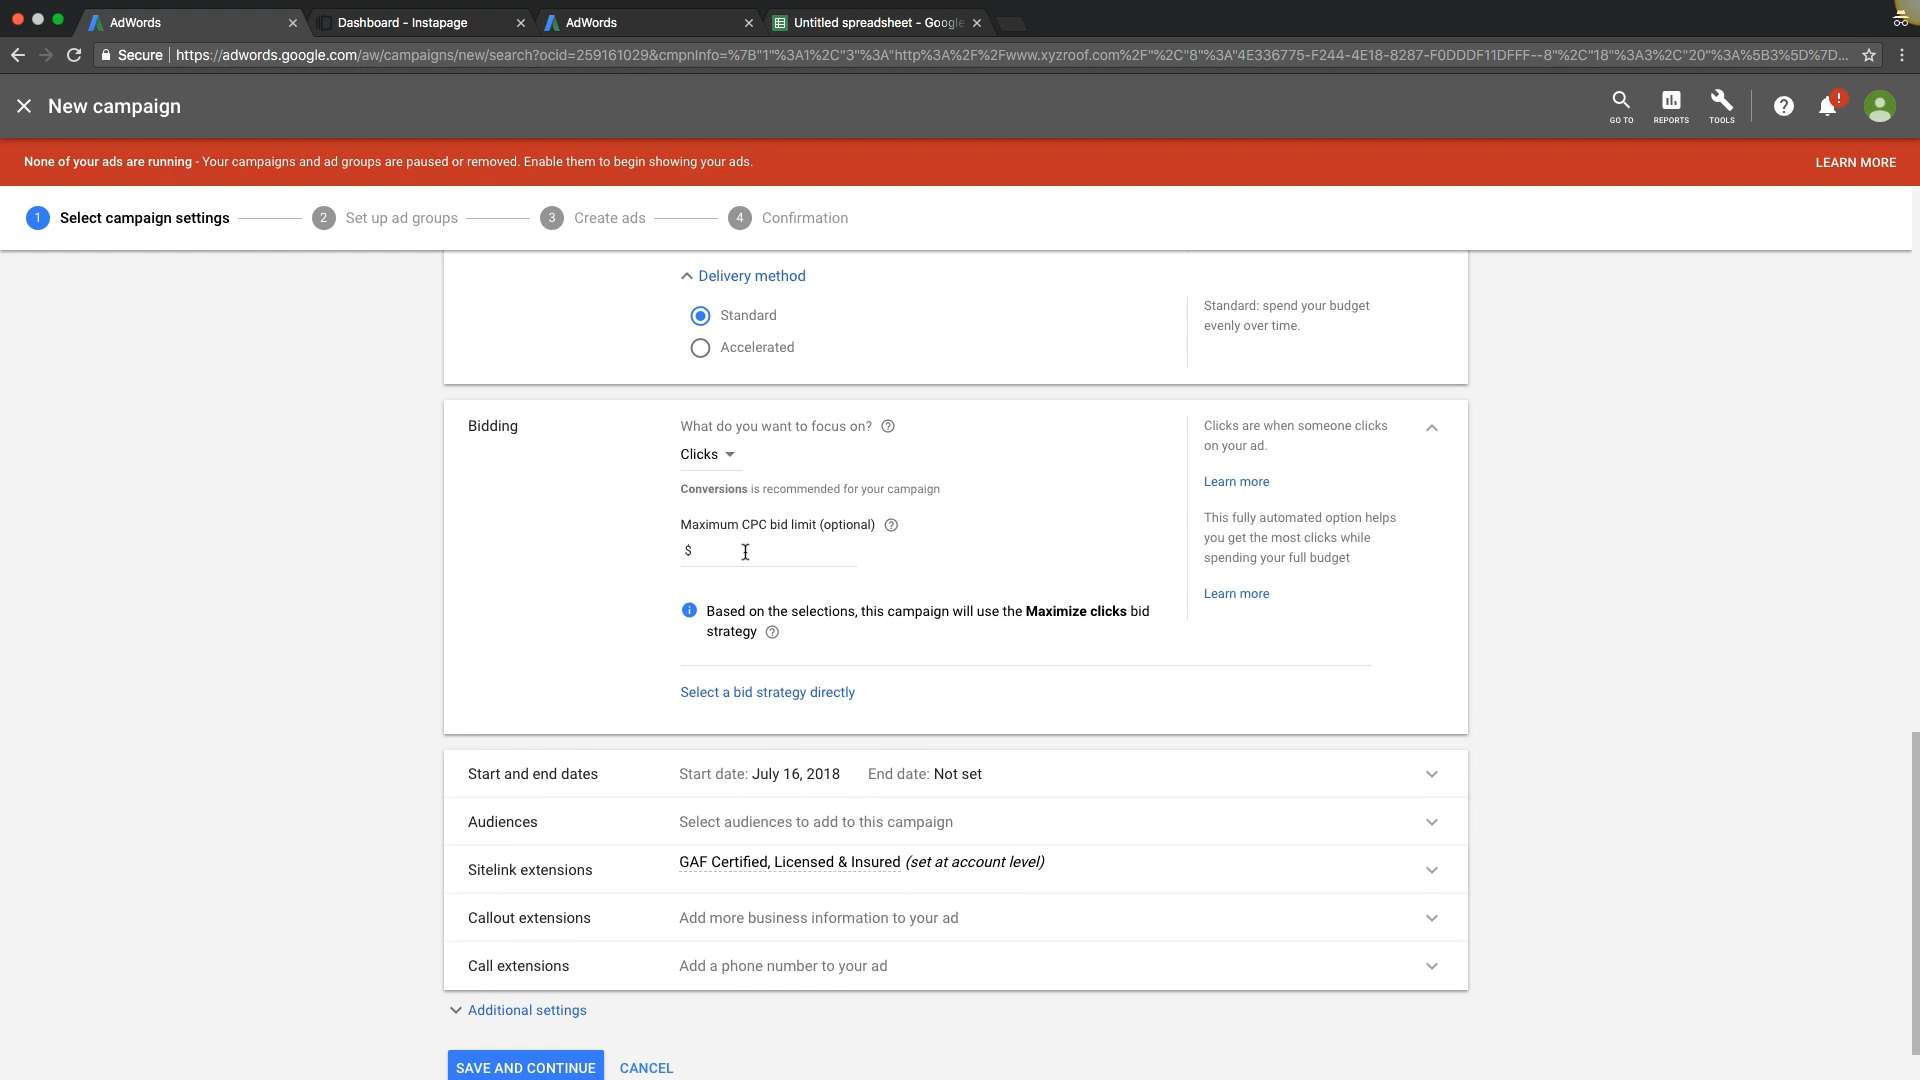 AdWords
Dashboard - Instapage
AdWords
Untitled spreadsheet - Google
Secure
https://adwords.google.com/aw/campaigns/new/search?ocid=259161029&cmpnInfo=%7B"1"%3A1%2C"3"%3A"http%3A%2F%2Fwww.xyzroof.com%2F"%2C"8"%3A"4E336775-F244-4E18-8287-F0DDDF11DFFF--8"%2C"18"%3A3%2C"20"%3A%5B3%5D%7D...
New campaign
GO TO
REPORTS
TOOLS
?
!
None of your ads are running - Your campaigns and ad groups are paused or removed. Enable them to begin showing your ads.
LEARN MORE
1 Select campaign settings
2 Set up ad groups
3 Create ads
4 Confirmation
Delivery method
Standard
Accelerated
Standard: spend your budget
evenly over time.
Bidding
What do you want to focus on?
Clicks
Conversions is recommended for your campaign
Maximum CPC bid limit (optional)
$
Based on the selections, this campaign will use the Maximize clicks bid
strategy
Select a bid strategy directly
Clicks are when someone clicks
on your ad.
Learn more
This fully automated option helps
you get the most clicks while
spending your full budget
Learn more
Start and end dates
Start date: July 16, 2018
End date: Not set
Audiences
Select audiences to add to this campaign
Sitelink extensions
GAF Certified, Licensed & Insured (set at account level)
Callout extensions
Add more business information to your ad
Call extensions
Add a phone number to your ad
Additional settings
SAVE AND CONTINUE
CANCEL